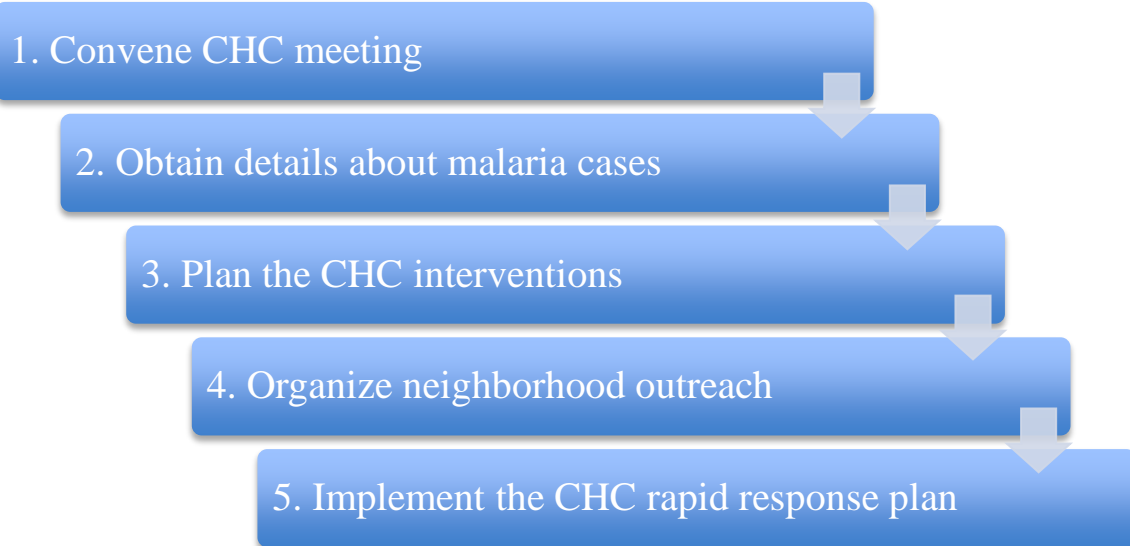 1. Convene CHC meeting
2. Obtain details about malaria cases
3. Plan the CHC interventions
4. Organize neighborhood outreach
5. Implement the CHC rapid response plan